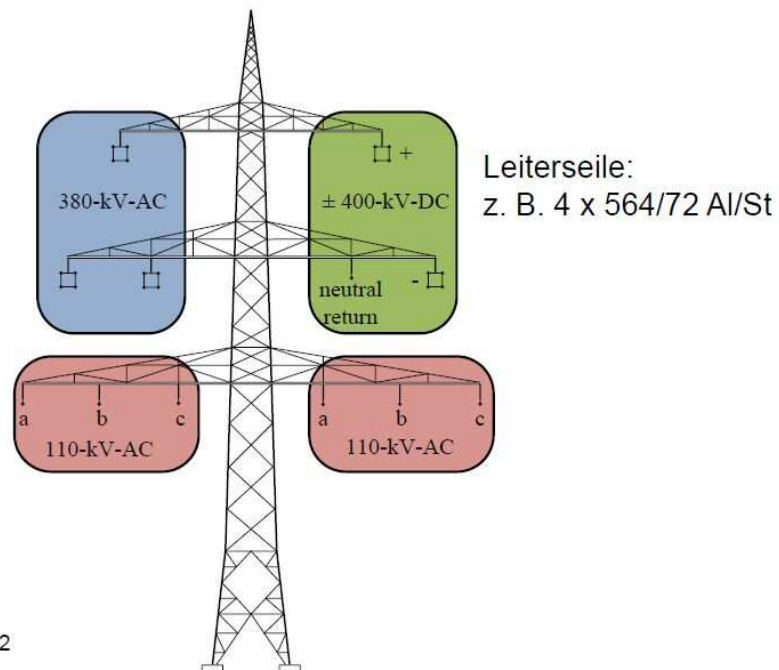 380-kV-AC
+
± 400-kV-DC
Leiterseile:
z. B. 4 x 564/72 Al/St
neutral
return
-
a
b
c
110-kV-AC
a
b
c
110-kV-AC
2